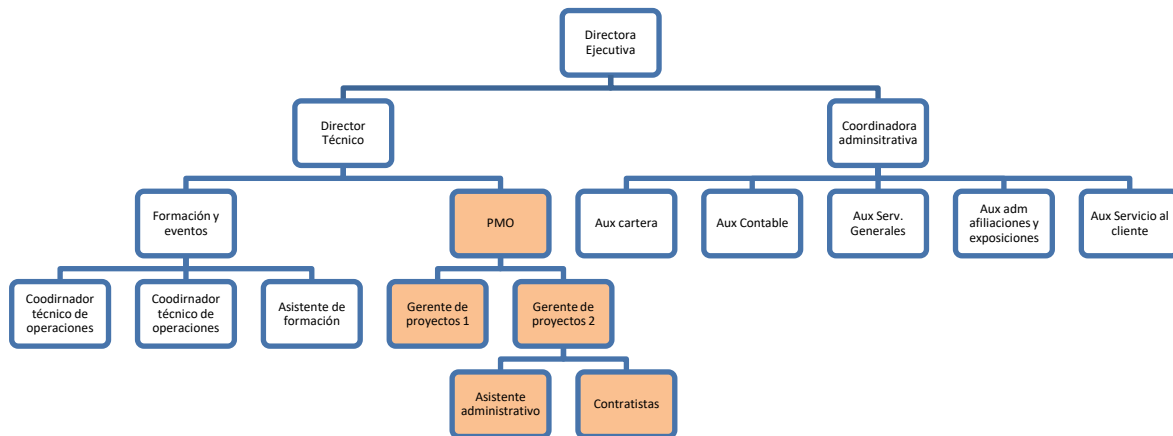 Directora
Ejecutiva
Director
Técnico
Coordinadora
adminsitrativa
Formación y
eventos
PMO
Aux cartera
Aux Contable
Aux Serv.
Generales
Aux adm
afiliaciones y
exposiciones
Aux Servicio al
cliente
Coodirnador
técnico de
operaciones
Coodirnador
técnico de
operaciones
Asistente de
formación
Gerente de
proyectos 1
Gerente de
proyectos 2
Asistente
administrativo
Contratistas